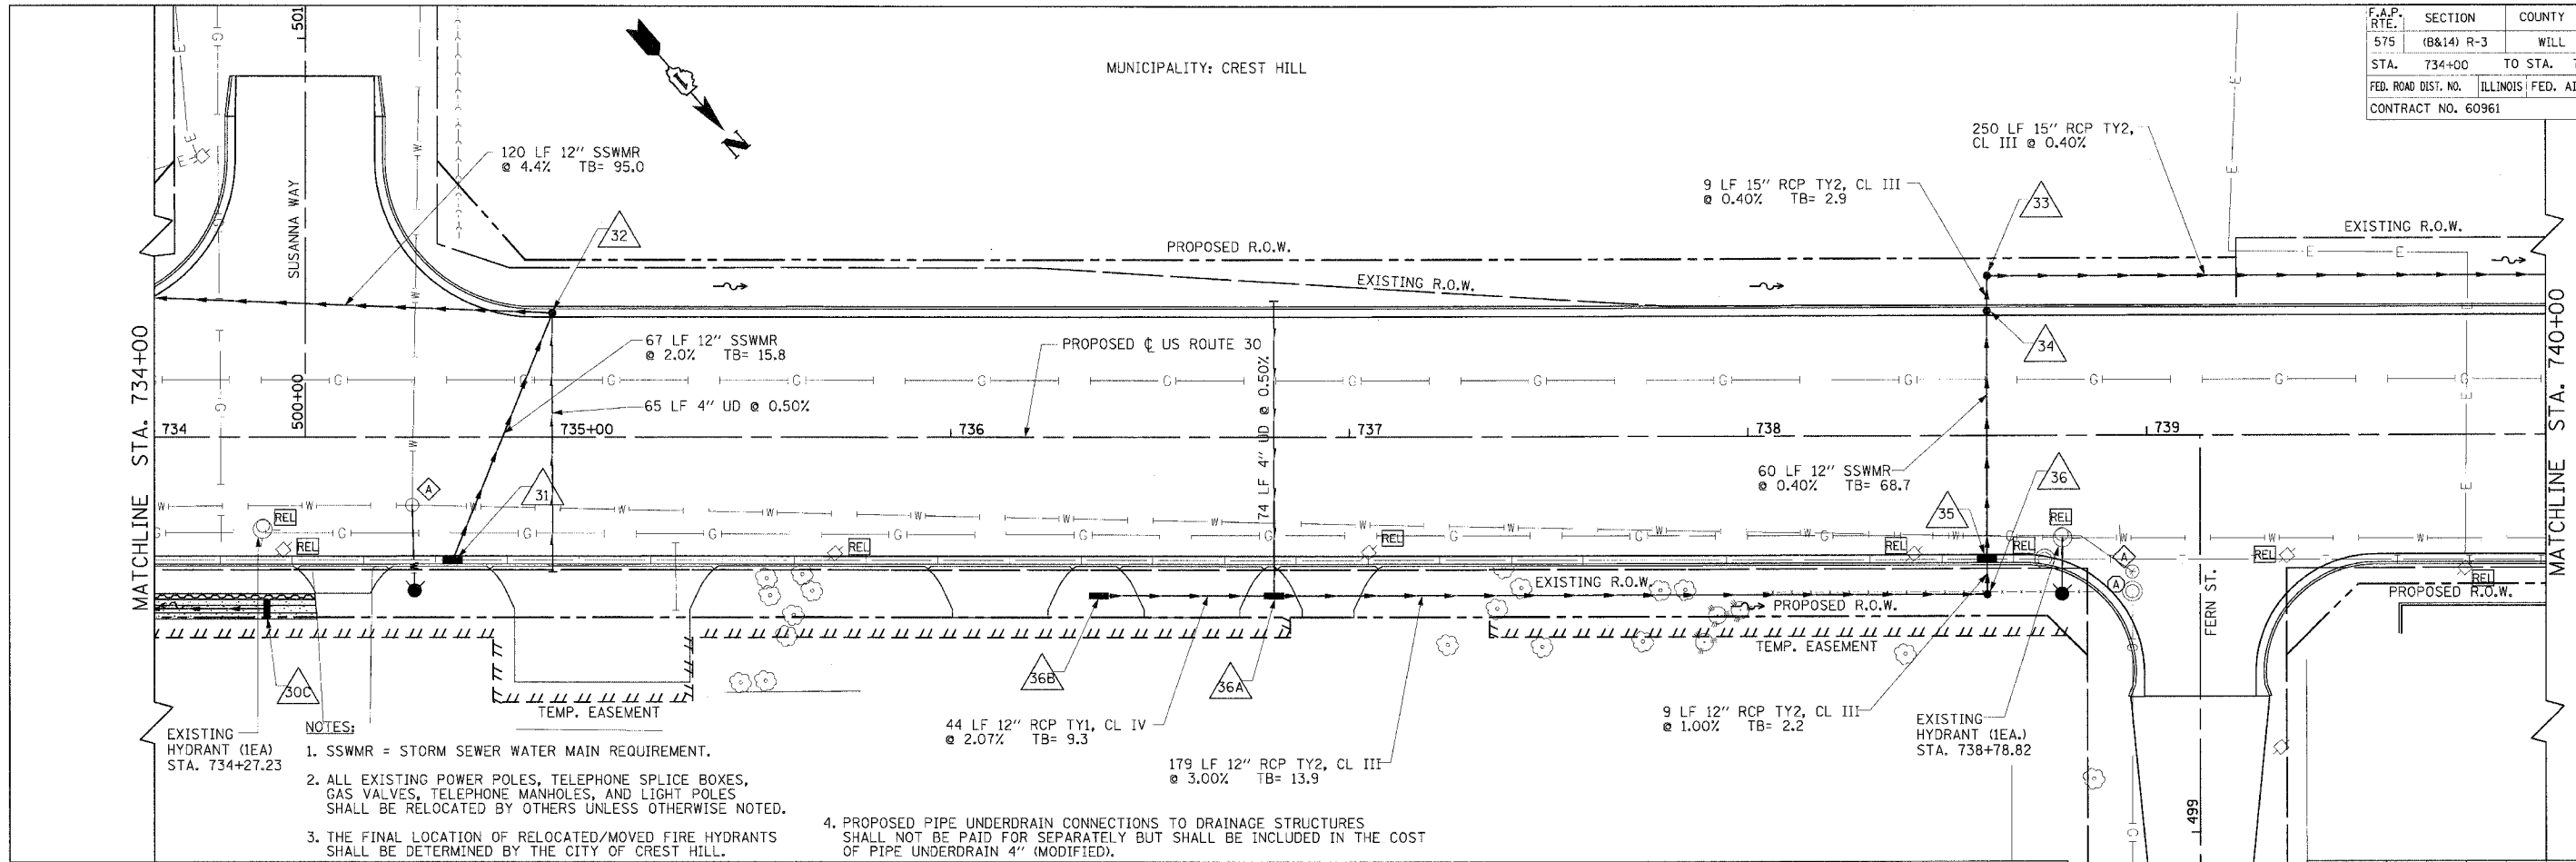 F.A.P. RTE. SECTION COUNTY
575 (B&14) R-3 WILL
STA. 734+00 TO STA.
FED. ROAD DIST. NO. ILLINOIS FED.
CONTRACT NO. 60961
MUNICIPALITY: CREST HILL
N
501
SUSANNA WAY
500+00
120 LF 12" SSWMR
@ 4.4% TB= 95.0
32
PROPOSED R.O.W.
EXISTING R.O.W.
9 LF 15" RCP TY2, CL III
@ 0.40% TB= 2.9
250 LF 15" RCP TY2,
CL III @ 0.40%
33
EXISTING R.O.W.
34
67 LF 12" SSWMR
@ 2.0% TB= 15.8
65 LF 4" UD @ 0.50%
PROPOSED ℄ US ROUTE 30
74 LF 4" UD @ 0.50%
MATCHLINE STA. 734+00
MATCHLINE STA. 740+00
734
735+00
736
737
738
739
60 LF 12" SSWMR
@ 0.40% TB= 68.7
31
35
36
A
REL
REL
REL
REL
REL
REL
REL
REL
REL
A
A
EXISTING R.O.W.
PROPOSED R.O.W.
PROPOSED R.O.W.
FERN ST.
499
TEMP. EASEMENT
TEMP. EASEMENT
30C
36B
36A
EXISTING
HYDRANT (1EA)
STA. 734+27.23
44 LF 12" RCP TY1, CL IV
@ 2.07% TB= 9.3
179 LF 12" RCP TY2, CL III
@ 3.00% TB= 13.9
9 LF 12" RCP TY2, CL III
@ 1.00% TB= 2.2
EXISTING
HYDRANT (1EA.)
STA. 738+78.82
NOTES:
1. SSWMR = STORM SEWER WATER MAIN REQUIREMENT.
2. ALL EXISTING POWER POLES, TELEPHONE SPLICE BOXES,
GAS VALVES, TELEPHONE MANHOLES, AND LIGHT POLES
SHALL BE RELOCATED BY OTHERS UNLESS OTHERWISE NOTED.
3. THE FINAL LOCATION OF RELOCATED/MOVED FIRE HYDRANTS
SHALL BE DETERMINED BY THE CITY OF CREST HILL.
4. PROPOSED PIPE UNDERDRAIN CONNECTIONS TO DRAINAGE STRUCTURES
SHALL NOT BE PAID FOR SEPARATELY BUT SHALL BE INCLUDED IN THE COST
OF PIPE UNDERDRAIN 4" (MODIFIED).